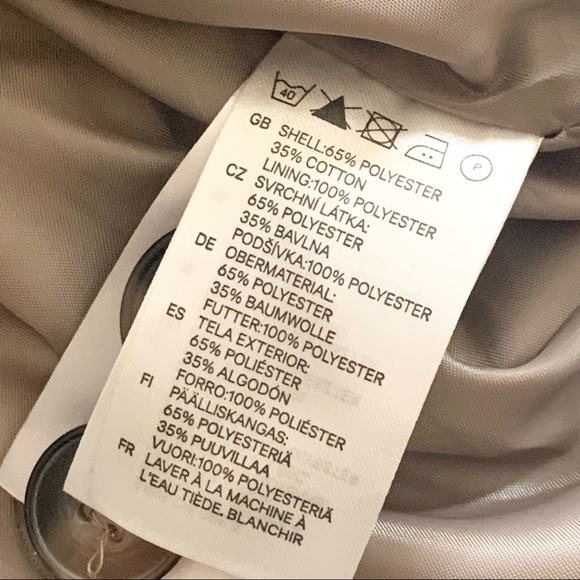 40
P
GB SHELL:65% POLYESTER
35% COTTON
LINING:100% POLYESTER
CZ SVRCHNÍ LÁTKA:
65% POLYESTER
35% BAVLNA
PODŠÍVKA:100% POLYESTER
DE OBERMATERIAL:
65% POLYESTER
35% BAUMWOLLE
FUTTER:100% POLYESTER
ES TELA EXTERIOR:
65% POLIÉSTER
35% ALGODÓN
FORRO:100% POLIÉSTER
FI PÄÄLLISKANGAS:
65% POLYESTERIÄ
35% PUUVILLAA
VUORI:100% POLYESTERIÄ
FR LAVER À LA MACHINE À
L'EAU TIÈDE. BLANCHIR